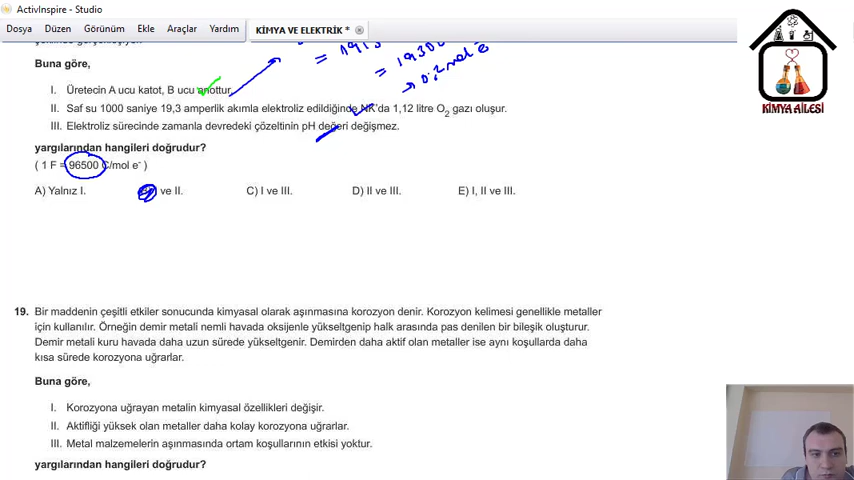 ActivInspire - Studio
Dosya Düzen Görünüm Ekle Araçlar Yardım KİMYA VE ELEKTRİK *
= 1930
= 19300
→ 0,2 mol e
Buna göre,
I. Üretecin A ucu katot, B ucu anottur.
II. Saf su 1000 saniye 19,3 amperlik akımla elektroliz edildiğinde NK'da 1,12 litre O2 gazı oluşur.
III. Elektroliz sürecinde zamanla devredeki çözeltinin pH değeri değişmez.
yargılarından hangileri doğrudur?
( 1 F = 96500 C/mol e- )
A) Yalnız I. ve II. C) I ve III. D) II ve III. E) I, II ve III.
KİMYA AİLESİ
19. Bir maddenin çeşitli etkiler sonucunda kimyasal olarak aşınmasına korozyon denir. Korozyon kelimesi genellikle metaller
için kullanılır. Örneğin demir metali nemli havada oksijenle yükseltgenip halk arasında pas denilen bir bileşik oluşturur.
Demir metali kuru havada daha uzun sürede yükseltgenir. Demirden daha aktif olan metaller ise aynı koşullarda daha
kısa sürede korozyona uğrarlar.
Buna göre,
I. Korozyona uğrayan metalin kimyasal özellikleri değişir.
II. Aktifliği yüksek olan metaller daha kolay korozyona uğrarlar.
III. Metal malzemelerin aşınmasında ortam koşullarının etkisi yoktur.
yargılarından hangileri doğrudur?